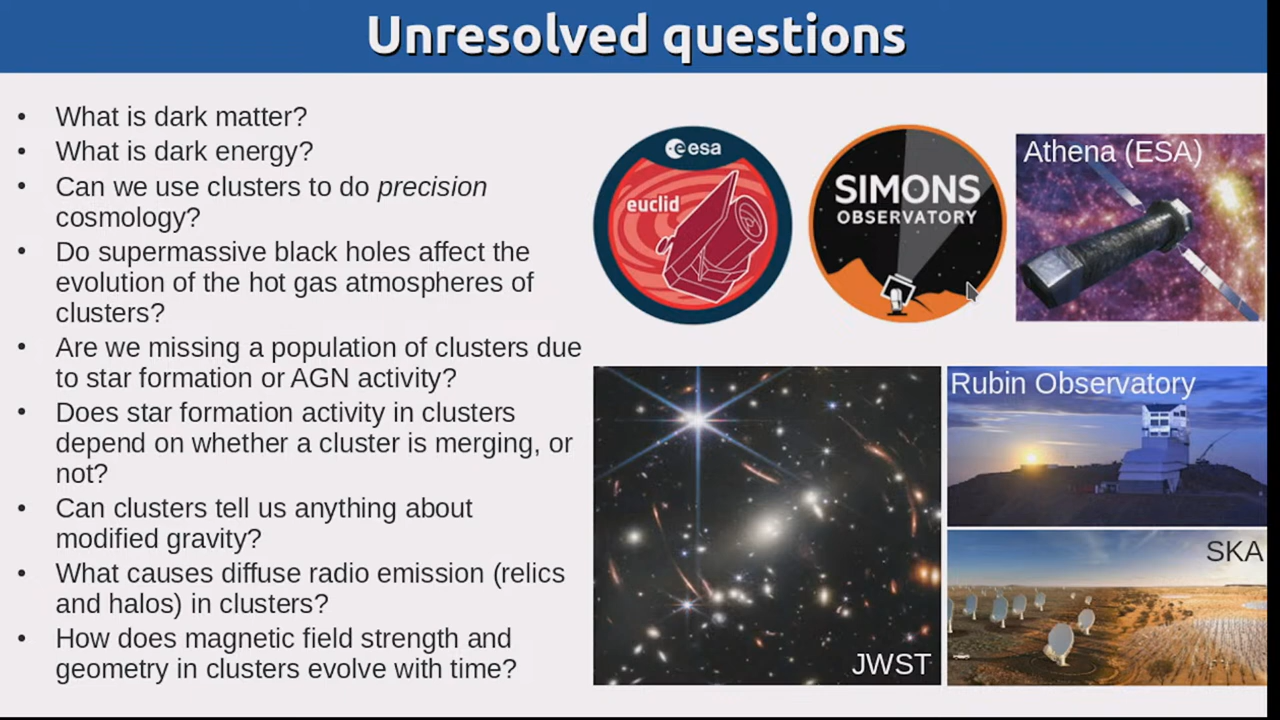 Unresolved questions
• What is dark matter?
• What is dark energy?
• Can we use clusters to do precision
cosmology?
• Do supermassive black holes affect the
evolution of the hot gas atmospheres of
clusters?
• Are we missing a population of clusters due
to star formation or AGN activity?
• Does star formation activity in clusters
depend on whether a cluster is merging, or
not?
• Can clusters tell us anything about
modified gravity?
• What causes diffuse radio emission (relics
and halos) in clusters?
• How does magnetic field strength and
geometry in clusters evolve with time?
esa
euclid
SIMONS
OBSERVATORY
Athena (ESA)
JWST
Rubin Observatory
SKA